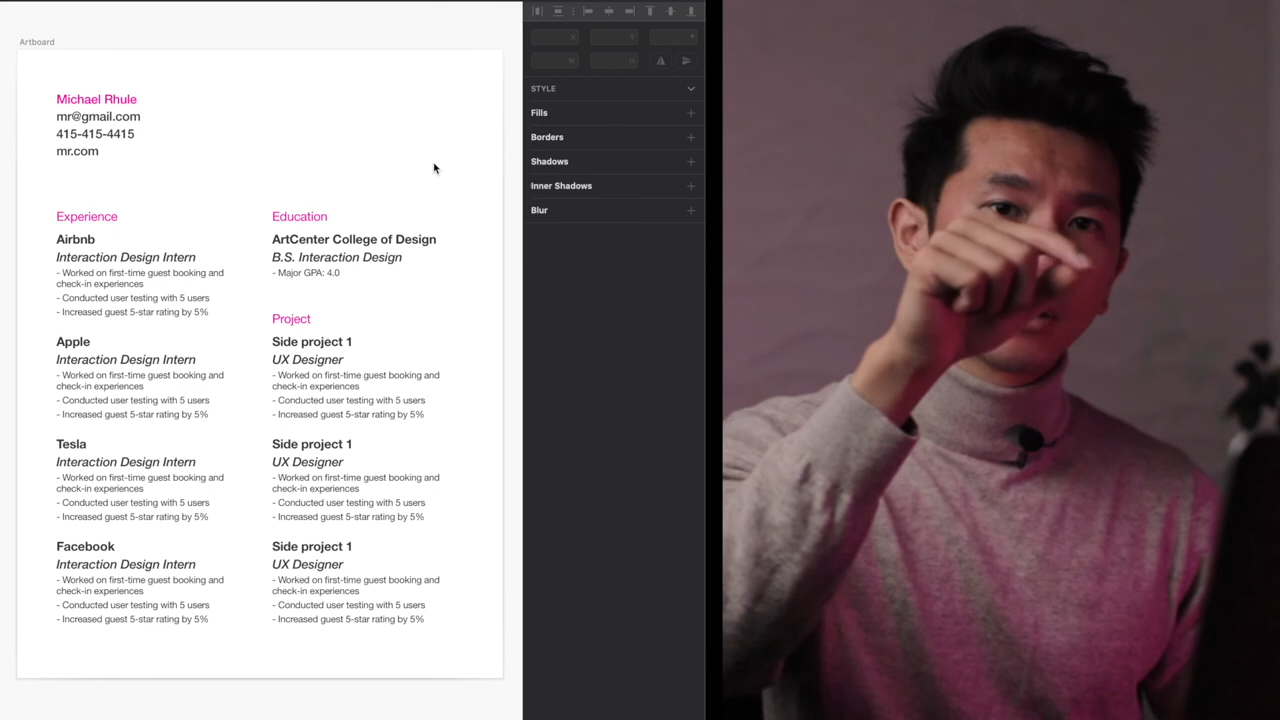 Artboard
Michael Rhule
mr@gmail.com
415-415-4415
mr.com
Experience
Airbnb
Interaction Design Intern
- Worked on first-time guest booking and
check-in experiences
- Conducted user testing with 5 users
- Increased guest 5-star rating by 5%
Apple
Interaction Design Intern
- Worked on first-time guest booking and
check-in experiences
- Conducted user testing with 5 users
- Increased guest 5-star rating by 5%
Tesla
Interaction Design Intern
- Worked on first-time guest booking and
check-in experiences
- Conducted user testing with 5 users
- Increased guest 5-star rating by 5%
Facebook
Interaction Design Intern
- Worked on first-time guest booking and
check-in experiences
- Conducted user testing with 5 users
- Increased guest 5-star rating by 5%
Education
ArtCenter College of Design
B.S. Interaction Design
- Major GPA: 4.0
Project
Side project 1
UX Designer
- Worked on first-time guest booking and
check-in experiences
- Conducted user testing with 5 users
- Increased guest 5-star rating by 5%
Side project 1
UX Designer
- Worked on first-time guest booking and
check-in experiences
- Conducted user testing with 5 users
- Increased guest 5-star rating by 5%
Side project 1
UX Designer
- Worked on first-time guest booking and
check-in experiences
- Conducted user testing with 5 users
- Increased guest 5-star rating by 5%
X Y °
W H
STYLE
Fills
Borders
Shadows
Inner Shadows
Blur